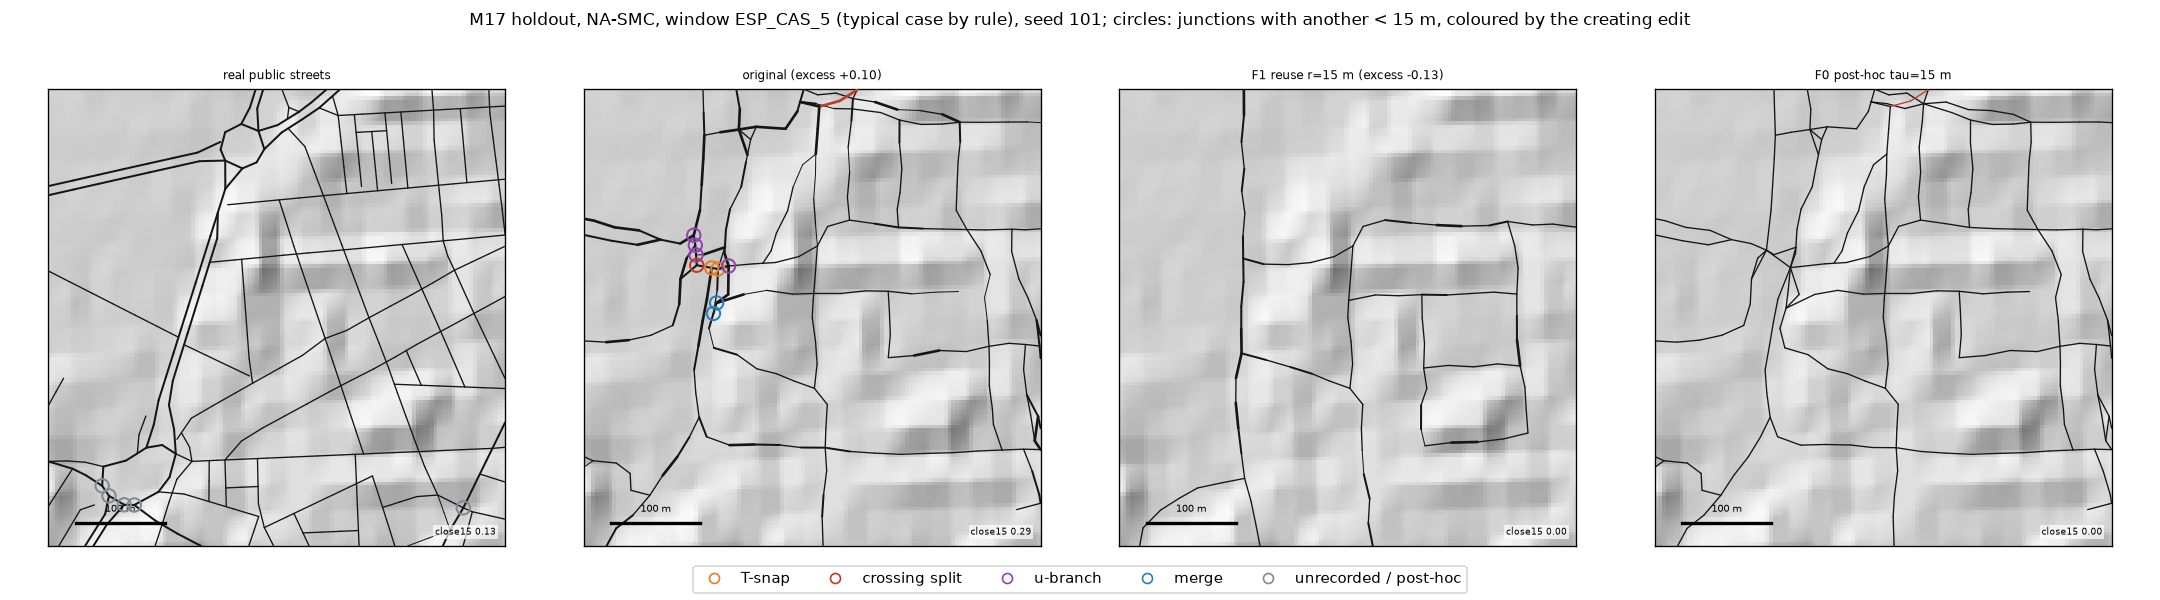 M17 holdout, NA-SMC, window ESP_CAS_5 (typical case by rule), seed 101; circles: junctions with another < 15 m, coloured by the creating edit
real public streets
original (excess +0.10)
F1 reuse r=15 m (excess -0.13)
F0 post-hoc tau=15 m
100 m
close15 0.13
100 m
close15 0.29
100 m
close15 0.00
100 m
close15 0.00
T-snap
crossing split
u-branch
merge
unrecorded / post-hoc